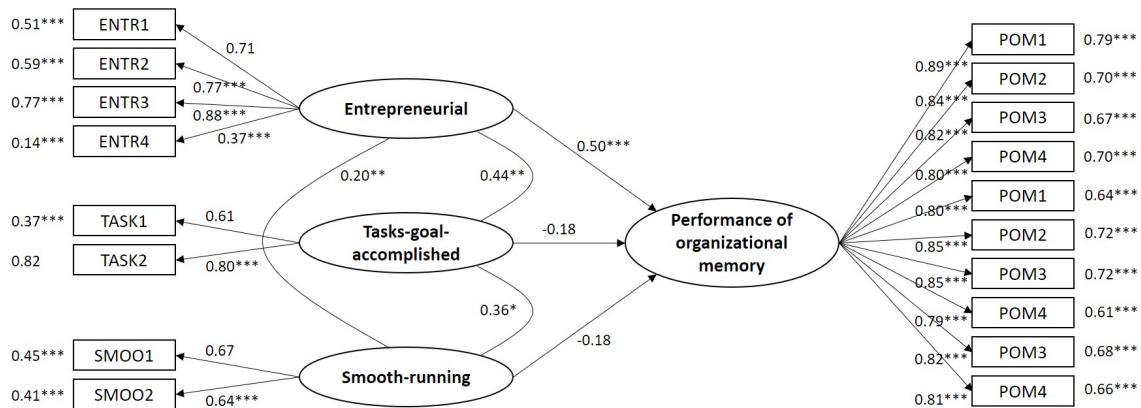 0.51*** ENTR1
0.71
0.59*** ENTR2
0.77***
0.77*** ENTR3
0.88***
0.14*** ENTR4
0.37***
Entrepreneurial
0.20**
0.44**
0.50***
0.37*** TASK1
0.61
0.82 TASK2
0.80***
Tasks-goal-
accomplished
-0.18
0.36*
0.45*** SMOO1
0.67
0.41*** SMOO2
0.64***
Smooth-running
-0.18
Performance of
organizational
memory
0.89***
POM1 0.79***
0.84***
POM2 0.70***
0.82***
POM3 0.67***
0.80***
POM4 0.70***
0.80***
POM1 0.64***
0.85***
POM2 0.72***
0.85***
POM3 0.72***
0.79***
POM4 0.61***
0.82***
POM3 0.68***
0.81***
POM4 0.66***